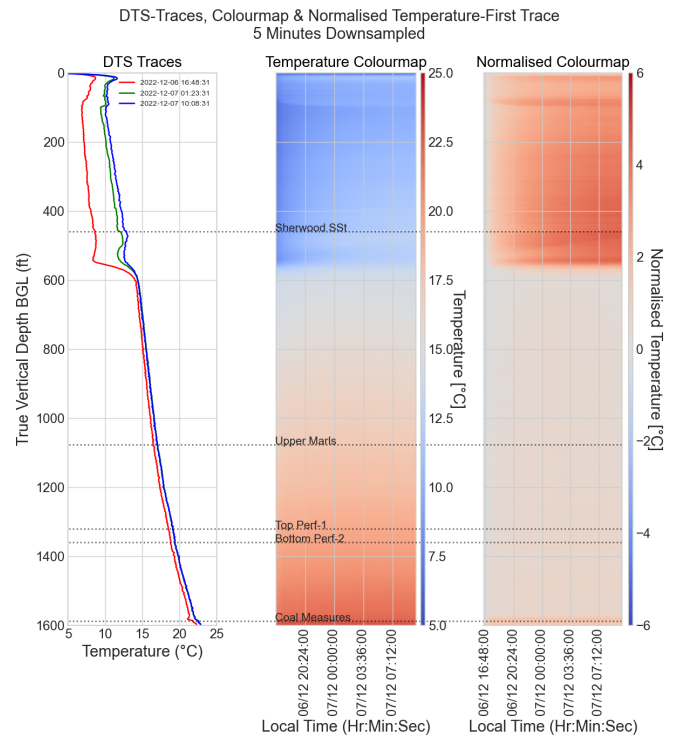 DTS-Traces, Colourmap & Normalised Temperature-First Trace
5 Minutes Downsampled
DTS Traces
Temperature Colourmap
Normalised Colourmap
2022-12-06 16:48:31
2022-12-07 01:23:31
2022-12-07 10:08:31
True Vertical Depth BGL (ft)
0
200
400
600
800
1000
1200
1400
1600
5
10
15
20
25
Temperature (°C)
Sherwood SSt
Upper Marls
Top Perf-1
Bottom Perf-2
Coal Measures
06/12 20:24:00
07/12 00:00:00
07/12 03:36:00
07/12 07:12:00
Local Time (Hr:Min:Sec)
25.0
22.5
20.0
17.5
15.0
12.5
10.0
7.5
5.0
Temperature [°C]
06/12 16:48:00
06/12 20:24:00
07/12 00:00:00
07/12 03:36:00
07/12 07:12:00
Local Time (Hr:Min:Sec)
6
4
2
0
−2
−4
−6
Normalised Temperature [°C]